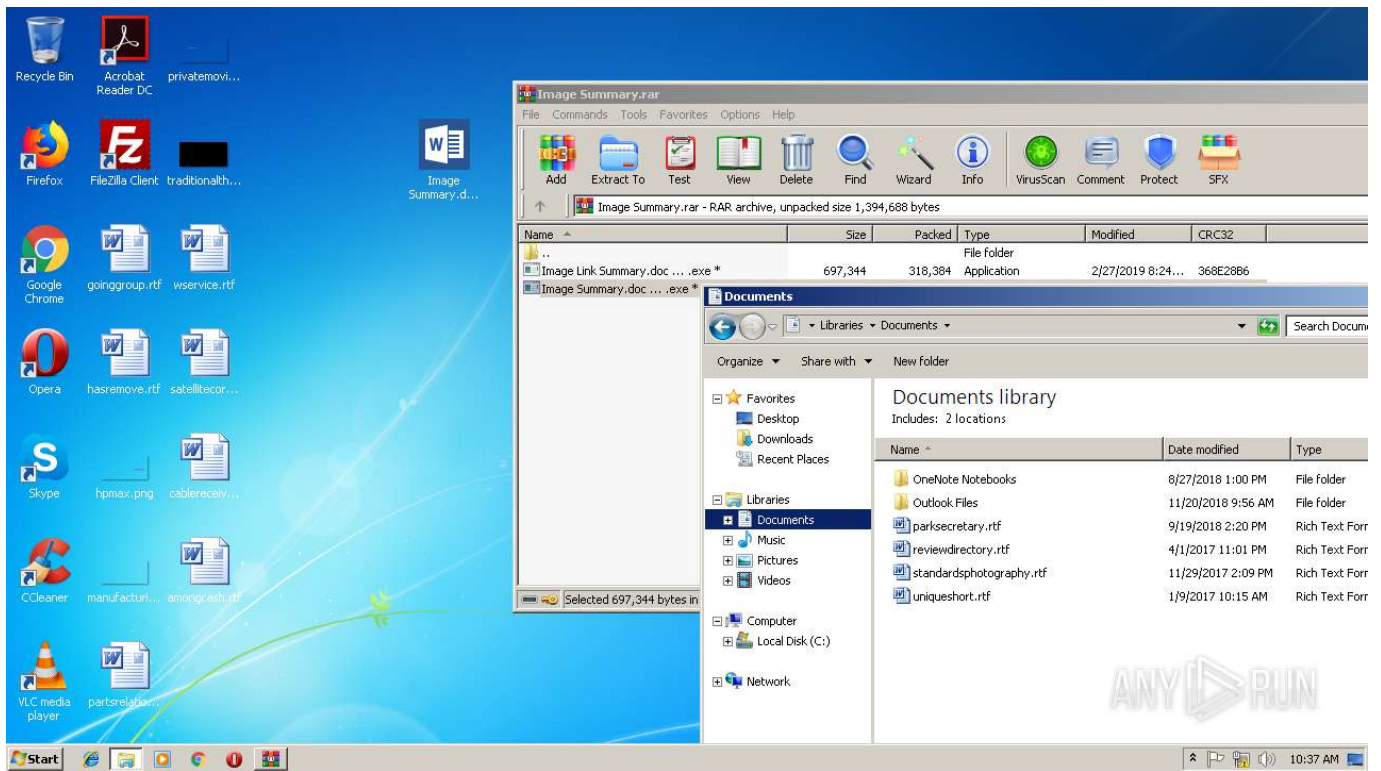 Recycle Bin
Acrobat
Reader DC
privatemovi...
Firefox
FileZilla Client
traditionalth...
Image
Summary.d...
Google
Chrome
goinggroup.rtf
wservice.rtf
Opera
hasremove.rtf
satellitecor...
Skype
hpmax.png
cablereceiv...
CCleaner
manufacturi...
amongcash.rtf
VLC media
player
partsrelatio...
Image Summary.rar
File Commands Tools Favorites Options Help
Add Extract To Test View Delete Find Wizard Info VirusScan Comment Protect SFX
Image Summary.rar - RAR archive, unpacked size 1,394,688 bytes
Name Size Packed Type Modified CRC32
.. File folder
Image Link Summary.doc ... .exe * 697,344 318,384 Application 2/27/2019 8:24... 368E28B6
Image Summary.doc ... .exe *
Selected 697,344 bytes in
Documents
Libraries Documents
Search Docum
Organize Share with New folder
Favorites
Desktop
Downloads
Recent Places
Libraries
Documents
Music
Pictures
Videos
Computer
Local Disk (C:)
Network
Documents library
Includes: 2 locations
Name Date modified Type
OneNote Notebooks 8/27/2018 1:00 PM File folder
Outlook Files 11/20/2018 9:56 AM File folder
parksecretary.rtf 9/19/2018 2:20 PM Rich Text Forr
reviewdirectory.rtf 4/1/2017 11:01 PM Rich Text Forr
standardsphotography.rtf 11/29/2017 2:09 PM Rich Text Forr
uniqueshort.rtf 1/9/2017 10:15 AM Rich Text Forr
ANY RUN
Start
10:37 AM